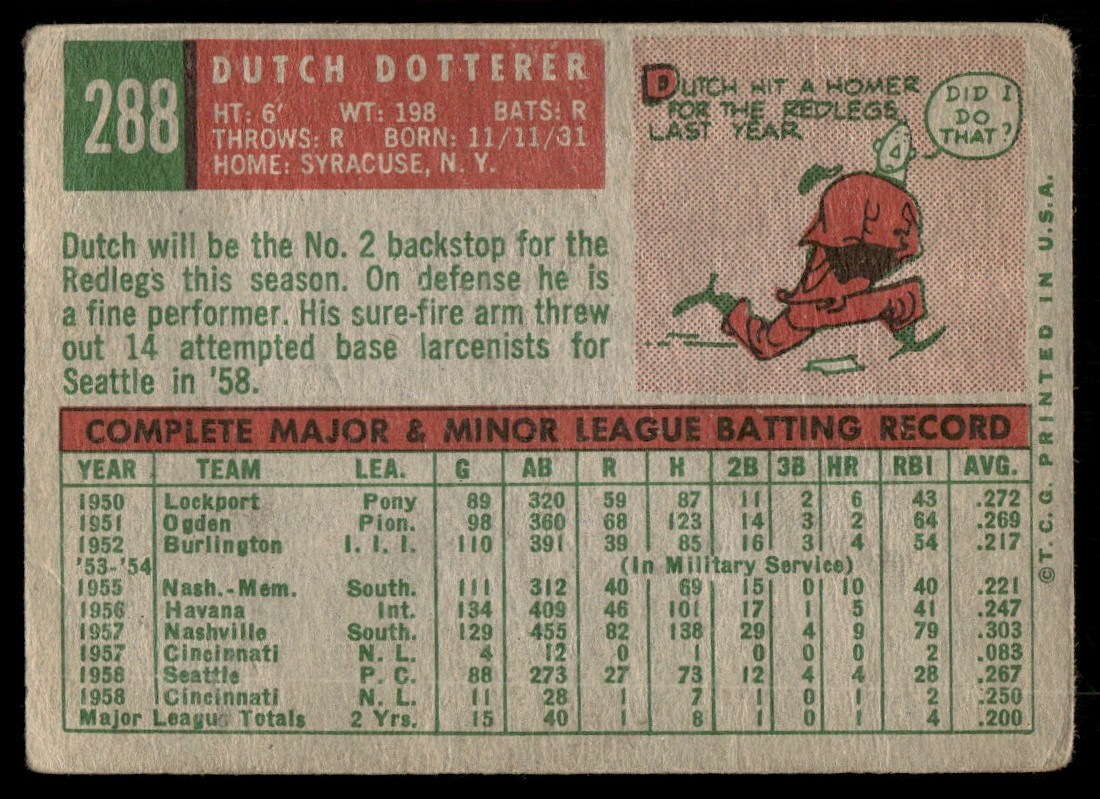 288
DUTCH DOTTERER
HT: 6' WT: 198 BATS: R
THROWS: R BORN: 11/11/31
HOME: SYRACUSE, N. Y.
DUTCH HIT A HOMER
FOR THE REDLEGS
LAST YEAR
DID I
DO
THAT?
Dutch will be the No. 2 backstop for the
Redlegs this season. On defense he is
a fine performer. His sure-fire arm threw
out 14 attempted base larcenists for
Seattle in '58.
COMPLETE MAJOR & MINOR LEAGUE BATTING RECORD
YEAR TEAM LEA. G AB R H 2B 3B HR RBI AVG.
1950 Lockport Pony 89 320 59 87 11 2 6 43 .272
1951 Ogden Pion. 98 360 68 123 14 3 2 64 .269
1952 Burlington I. I. I. 110 391 39 85 16 3 4 54 .217
'53-'54 (In Military Service)
1955 Nash.-Mem. South. 111 312 40 69 15 0 10 40 .221
1956 Havana Int. 134 409 46 101 17 1 5 41 .247
1957 Nashville South. 129 455 82 138 29 4 9 79 .303
1957 Cincinnati N. L. 4 12 0 1 0 0 0 2 .083
1958 Seattle P. C. 88 273 27 73 12 4 4 28 .267
1958 Cincinnati N. L. 11 28 1 7 1 0 1 2 .250
Major League Totals 2 Yrs. 15 40 1 8 1 0 1 4 .200
© T. C. G. PRINTED IN U.S.A.